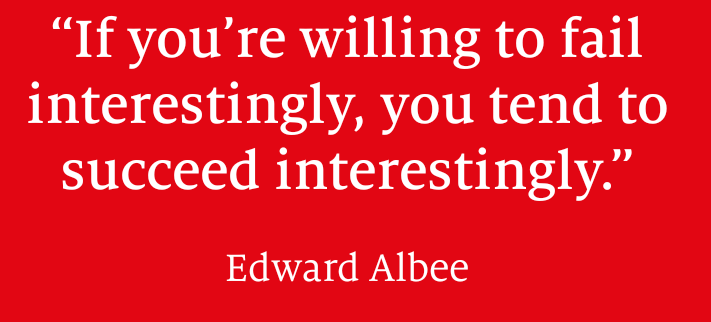 “If you’re willing to fail
interestingly, you tend to
succeed interestingly.”
Edward Albee